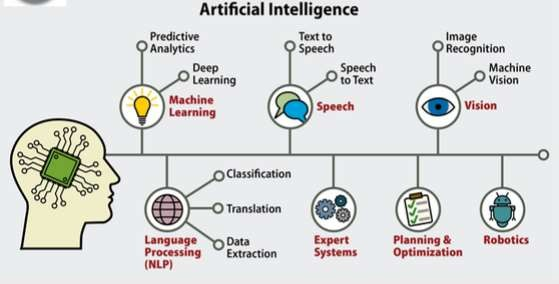 Artificial Intelligence
Predictive
Analytics
Deep
Learning
Machine
Learning
Text to
Speech
Speech
to Text
Speech
Image
Recognition
Machine
Vision
Vision
Classification
Translation
Data
Extraction
Language
Processing
(NLP)
Expert
Systems
Planning &
Optimization
Robotics